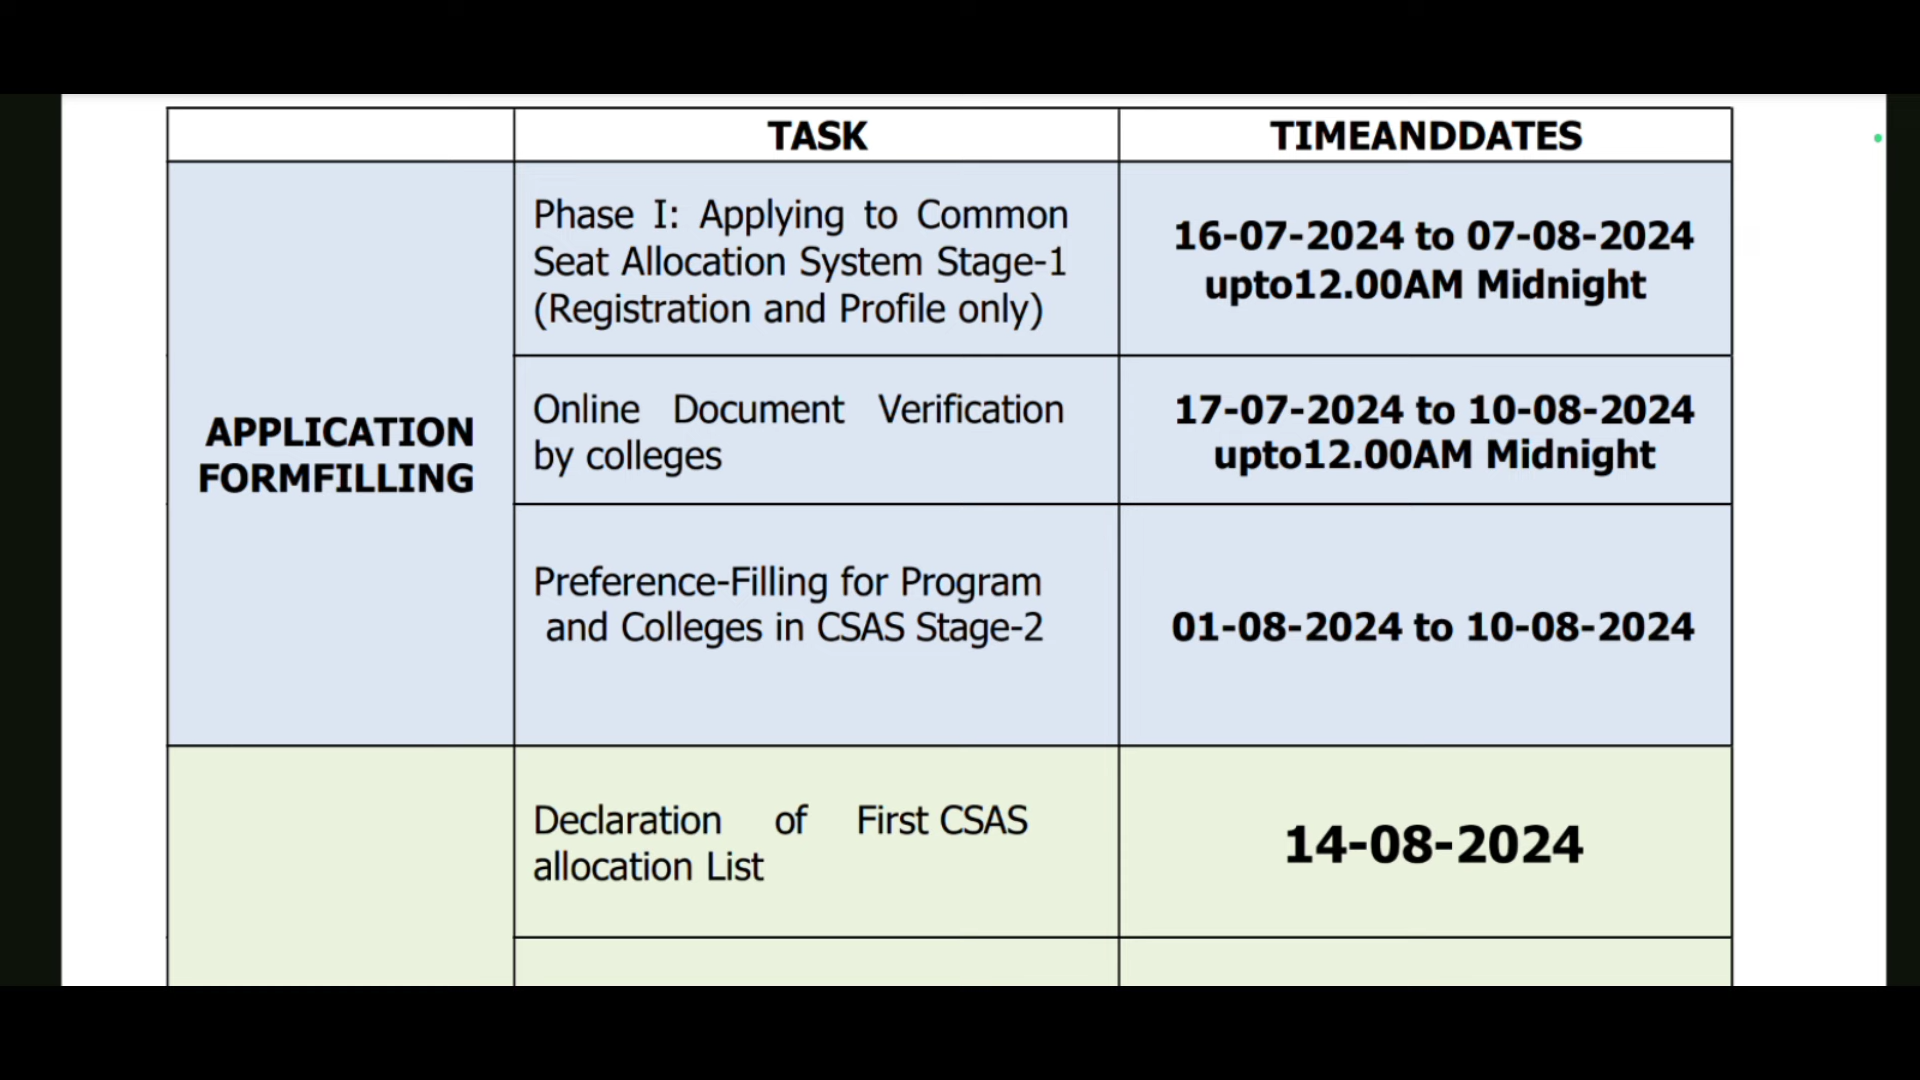 TASK
TIMEANDDATES
APPLICATION
FORMFILLING
Phase I: Applying to Common
Seat Allocation System Stage-1
(Registration and Profile only)
16-07-2024 to 07-08-2024
upto12.00AM Midnight
Online Document Verification
by colleges
17-07-2024 to 10-08-2024
upto12.00AM Midnight
Preference-Filling for Program
and Colleges in CSAS Stage-2
01-08-2024 to 10-08-2024
Declaration of First CSAS
allocation List
14-08-2024